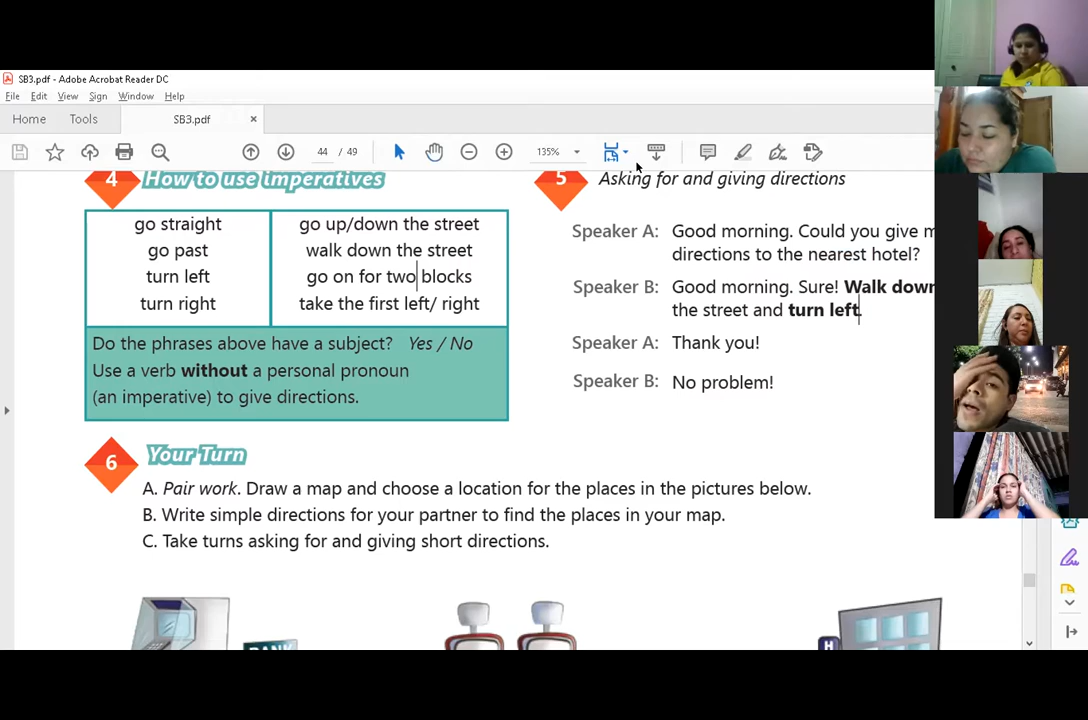 SB3.pdf - Adobe Acrobat Reader DC
File Edit View Sign Window Help
Home Tools SB3.pdf ×
44 / 49 135%
4 How to use imperatives
go straight
go past
turn left
turn right
go up/down the street
walk down the street
go on for two blocks
take the first left/ right
Do the phrases above have a subject? Yes / No
Use a verb without a personal pronoun
(an imperative) to give directions.
5 Asking for and giving directions
Speaker A: Good morning. Could you give m
directions to the nearest hotel?
Speaker B: Good morning. Sure! Walk down
the street and turn left.
Speaker A: Thank you!
Speaker B: No problem!
6 Your Turn
A. Pair work. Draw a map and choose a location for the places in the pictures below.
B. Write simple directions for your partner to find the places in your map.
C. Take turns asking for and giving short directions.
BANK
H